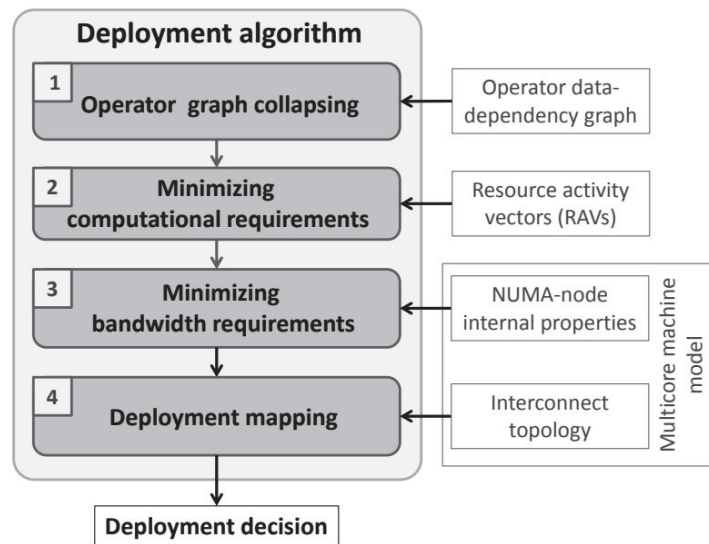 Deployment algorithm
1
Operator graph collapsing
Operator data-
dependency graph
2
Minimizing
computational requirements
Resource activity
vectors (RAVs)
3
Minimizing
bandwidth requirements
NUMA-node
internal properties
4
Deployment mapping
Interconnect
topology
Multicore machine
model
Deployment decision